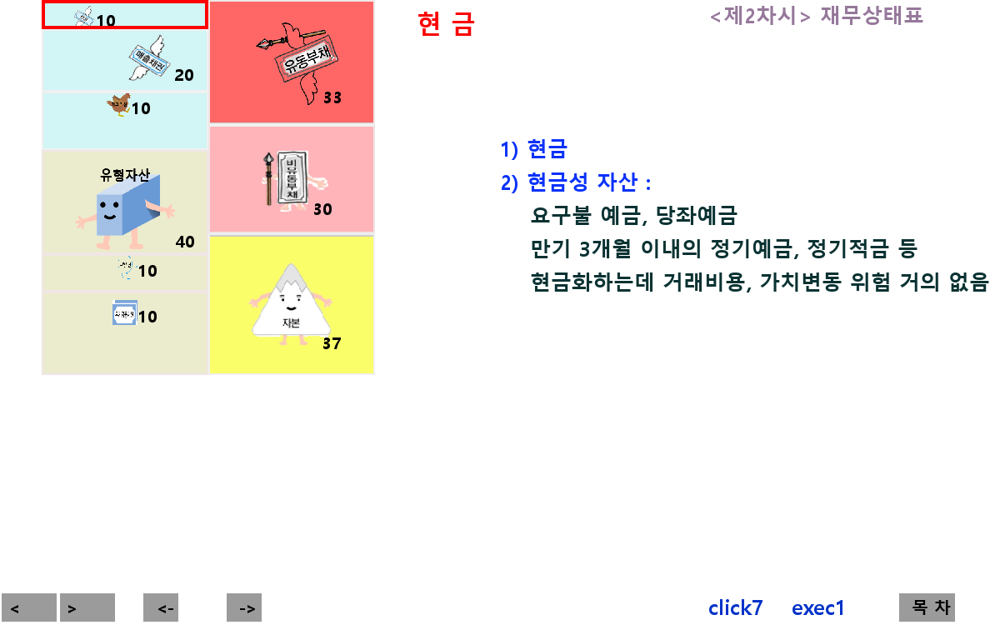 <제2차시> 재무상태표
현 금
10
매출채권
20
10
유형자산
40
10
10
유동부채
33
비유동부채
30
자본
37
1) 현금
2) 현금성 자산 :
요구불 예금, 당좌예금
만기 3개월 이내의 정기예금, 정기적금 등
현금화하는데 거래비용, 가치변동 위험 거의 없음
< > <- -> click7 exec1 목 차